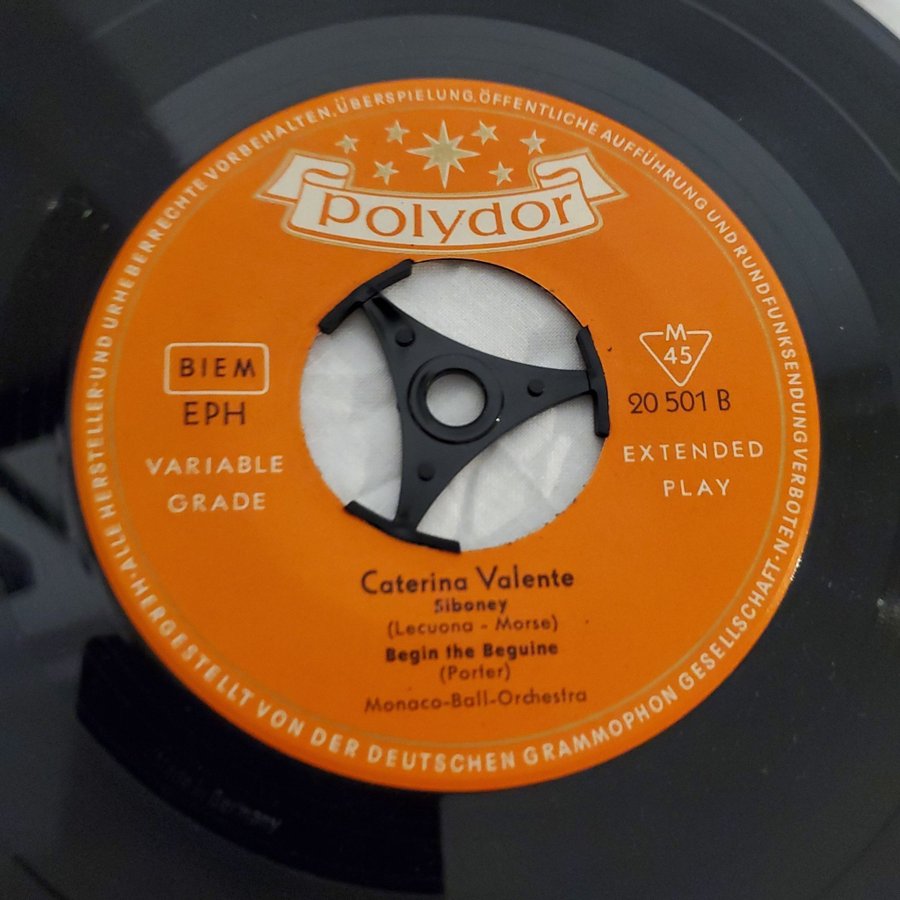 HERGESTELLT VON DER DEUTSCHEN GRAMMOPHON GESELLSCHAFT · ALLE HERSTELLER- UND URHEBERRECHTE VORBEHALTEN. ÜBERSPIELUNG. ÖFFENTLICHE AUFFÜHRUNG UND RUNDFUNKSENDUNG VERBOTEN ·
polydor
BIEM
EPH
VARIABLE
GRADE
M
45
20 501 B
EXTENDED
PLAY
Caterina Valente
Siboney
(Lecuona - Morse)
Begin the Beguine
(Porter)
Monaco-Ball-Orchestra
Germany